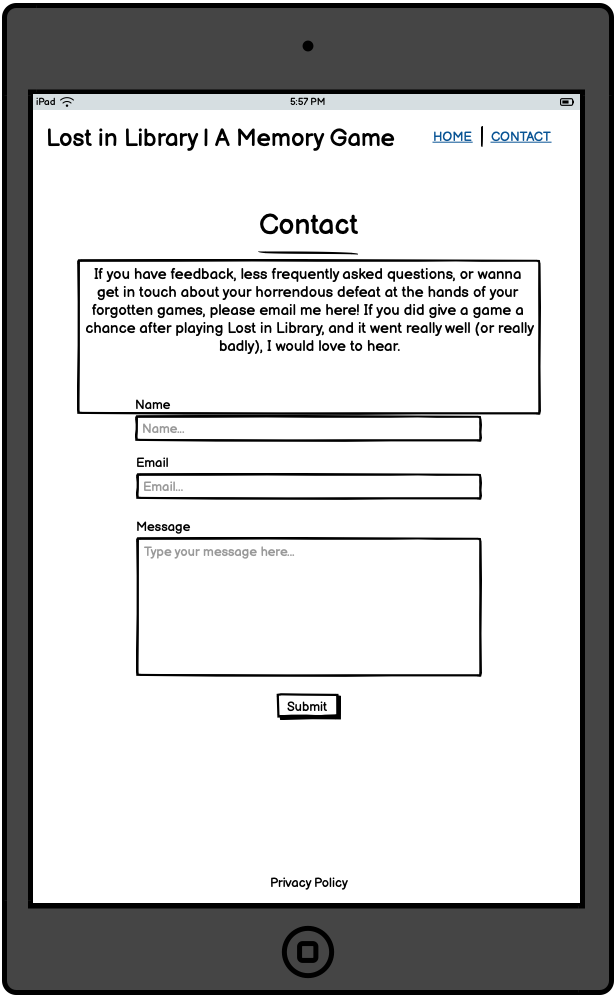 iPad 5:57 PM
Lost in Library | A Memory Game HOME | CONTACT
Contact
If you have feedback, less frequently asked questions, or wanna
get in touch about your horrendous defeat at the hands of your
forgotten games, please email me here! If you did give a game a
chance after playing Lost in Library, and it went really well (or really
badly), I would love to hear.
Name
Name...
Email
Email...
Message
Type your message here...
Submit
Privacy Policy